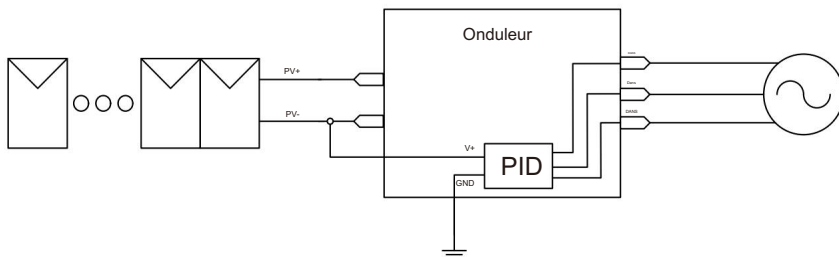 Onduleur
PV+
PV-
V+
GND
PID